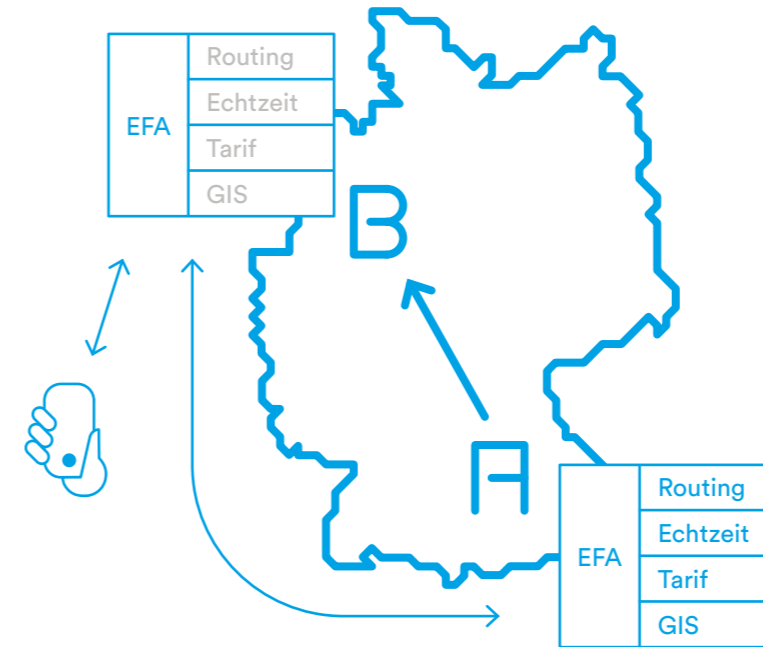 EFA
Routing
Echtzeit
Tarif
GIS
B
A
EFA
Routing
Echtzeit
Tarif
GIS